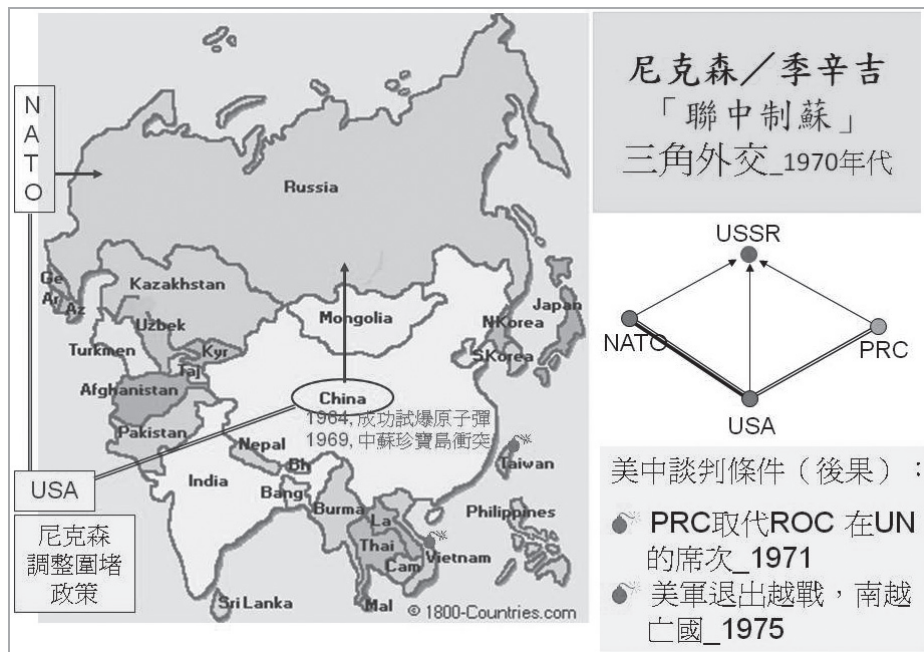 NATO
Russia
Ge
Ar
Az
Kazakhstan
Uzbek
Turkmen
Kyr
Taj
Afghanistan
Pakistan
Mongolia
NKorea
SKorea
Japan
China
1964, 成功試爆原子彈
1969, 中蘇珍寶島衝突
Nepal
Bh
India
Bang
Burma
La
Thai
Cam
Vietnam
Taiwan
Philippines
Sri Lanka
Mal
© 1800-Countries.com
USA
尼克森
調整圍堵
政策
尼克森／季辛吉
「聯中制蘇」
三角外交_1970年代
USSR
NATO
PRC
USA
美中談判條件（後果）：
PRC取代ROC 在UN
的席次_1971
美軍退出越戰，南越
亡國_1975